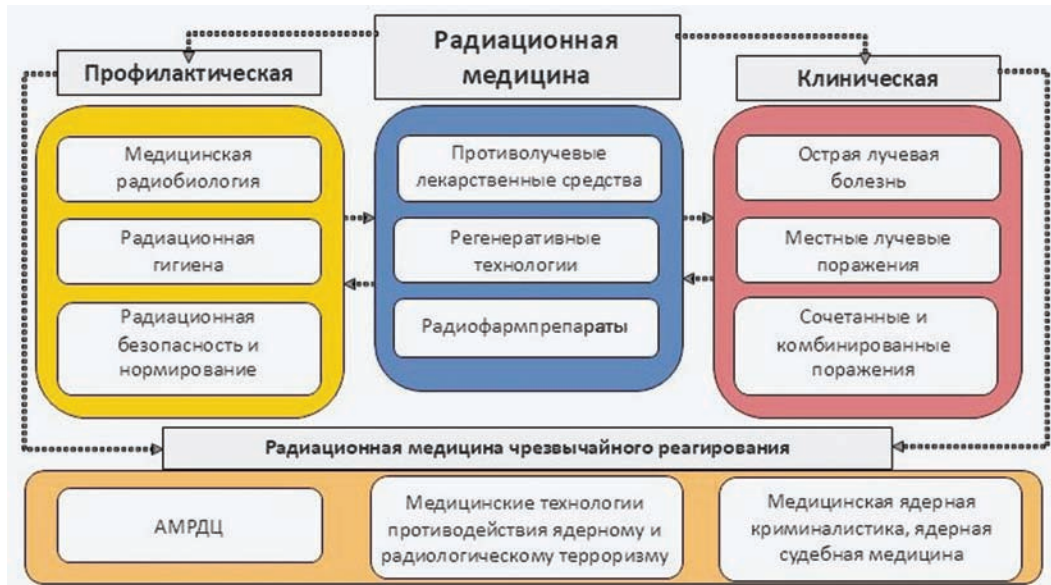 Радиационная
медицина
Профилактическая
Клиническая
Медицинская
радиобиология
Радиационная
гигиена
Радиационная
безопасность и
нормирование
Противолучевые
лекарственные средства
Регенеративные
технологии
Радиофармпрепараты
Острая лучевая
болезнь
Местные лучевые
поражения
Сочетанные и
комбинированные
поражения
Радиационная медицина чрезвычайного реагирования
АМРДЦ
Медицинские технологии
противодействия ядерному и
радиологическому терроризму
Медицинская ядерная
криминалистика, ядерная
судебная медицина